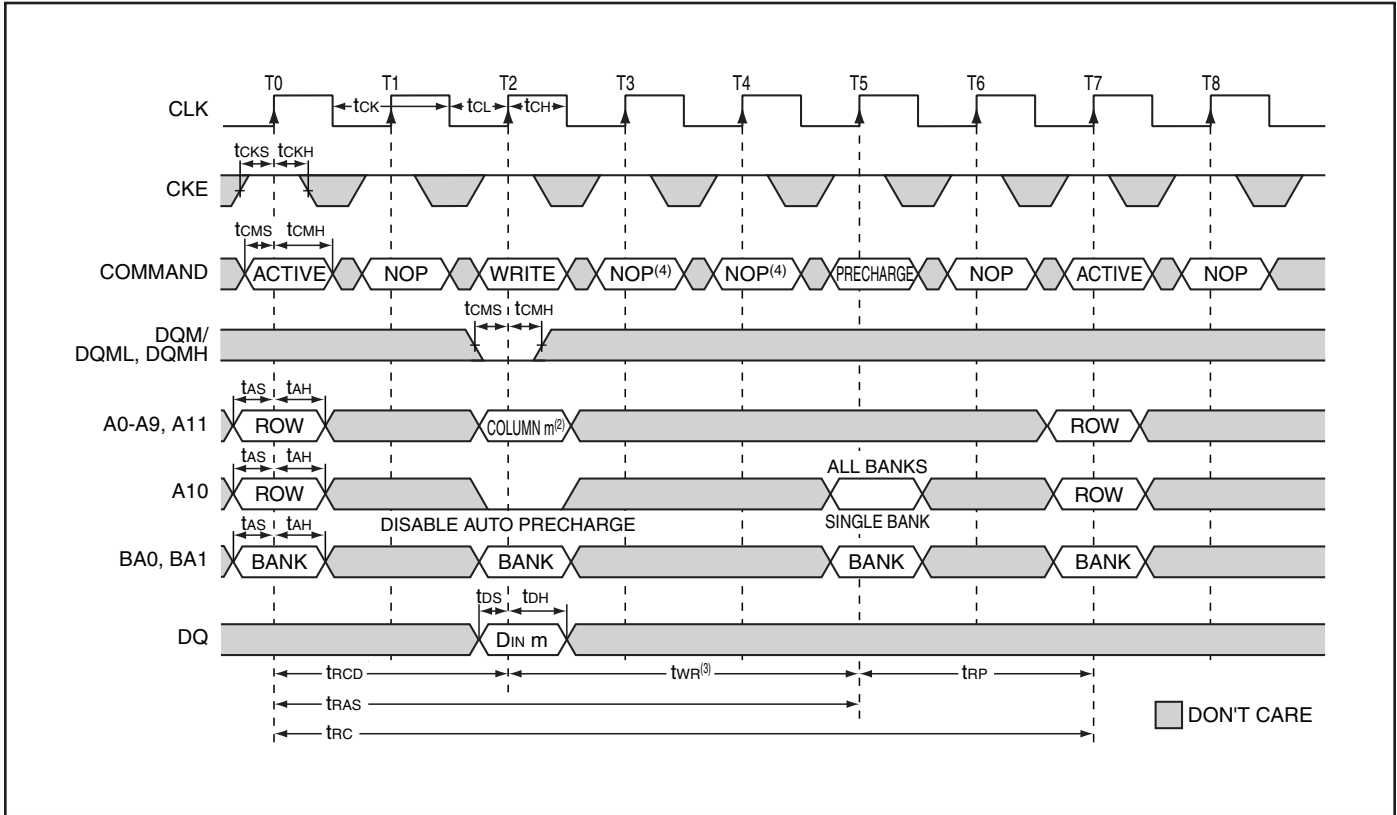 T0 T1 T2 T3 T4 T5 T6 T7 T8
CLK tCK tCL tCH
tCKS tCKH
CKE
tCMS tCMH
COMMAND ACTIVE NOP WRITE NOP(4) NOP(4) PRECHARGE NOP ACTIVE NOP
tCMS tCMH
DQM/
DQML, DQMH
tAS tAH
A0-A9, A11 ROW COLUMN m(2) ROW
tAS tAH ALL BANKS
A10 ROW ROW
tAS tAH DISABLE AUTO PRECHARGE SINGLE BANK
BA0, BA1 BANK BANK BANK BANK
tDS tDH
DQ DIN m
tRCD tWR(3) tRP
tRAS
DON'T CARE
tRC